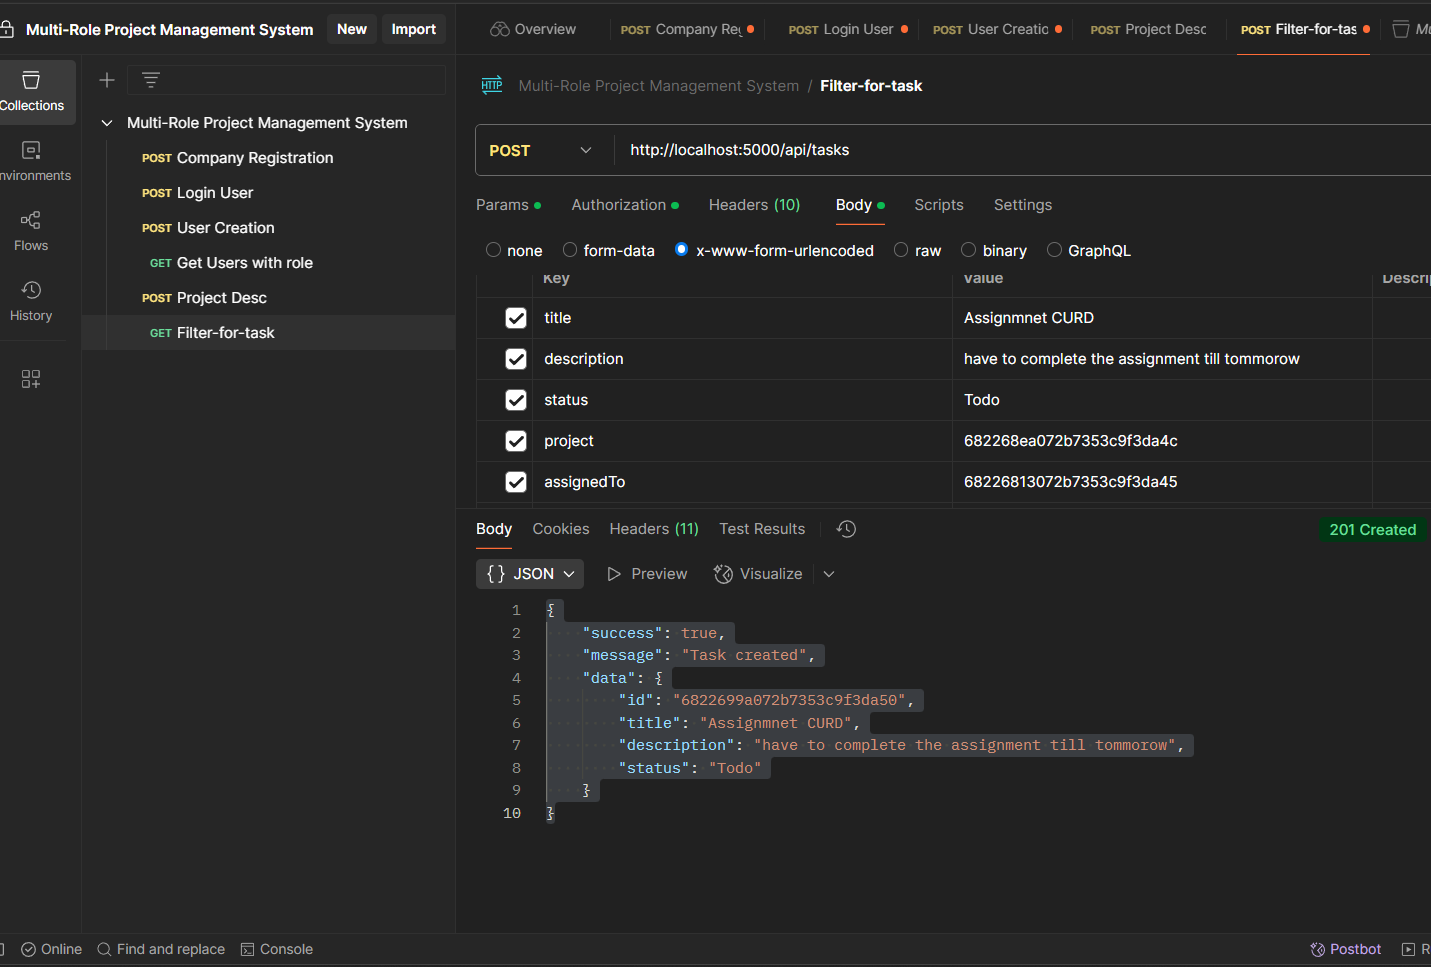 Multi-Role Project Management System
New
Import
Overview
POST Company Reg
POST Login User
POST User Creatio
POST Project Desc
POST Filter-for-tas
Collections
nvironments
Flows
History
Multi-Role Project Management System
POST Company Registration
POST Login User
POST User Creation
GET Get Users with role
POST Project Desc
GET Filter-for-task
HTTP Multi-Role Project Management System / Filter-for-task
POST http://localhost:5000/api/tasks
Params Authorization Headers (10) Body Scripts Settings
none form-data x-www-form-urlencoded raw binary GraphQL
Key Value Descri
title Assignmnet CURD
description have to complete the assignment till tommorow
status Todo
project 682268ea072b7353c9f3da4c
assignedTo 68226813072b7353c9f3da45
Body Cookies Headers (11) Test Results 201 Created
{} JSON Preview Visualize
1 {
2 "success": true,
3 "message": "Task created",
4 "data": {
5 "id": "6822699a072b7353c9f3da50",
6 "title": "Assignmnet CURD",
7 "description": "have to complete the assignment till tommorow",
8 "status": "Todo"
9 }
10 }
Online Find and replace Console Postbot R